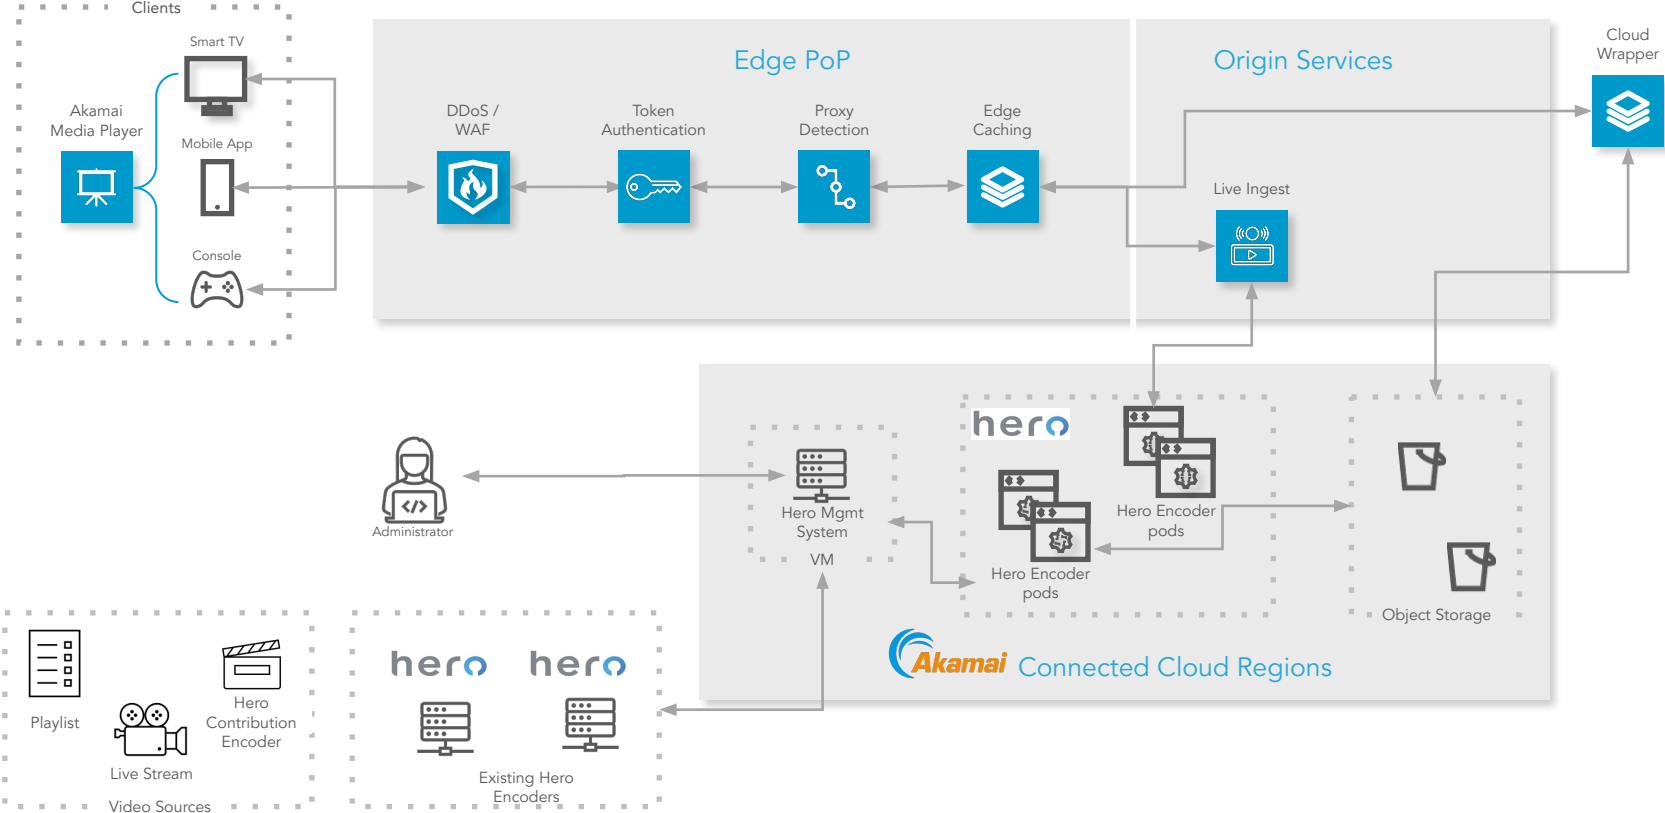 Clients
Smart TV
Akamai
Media Player
Mobile App
Console
Edge PoP
DDoS /
WAF
Token
Authentication
Proxy
Detection
Edge
Caching
Origin Services
Live Ingest
Cloud
Wrapper
Administrator
Hero Mgmt
System
VM
hero
Hero Encoder
pods
Hero Encoder
pods
Object Storage
Akamai Connected Cloud Regions
Playlist
Live Stream
Hero
Contribution
Encoder
Video Sources
hero
hero
Existing Hero
Encoders